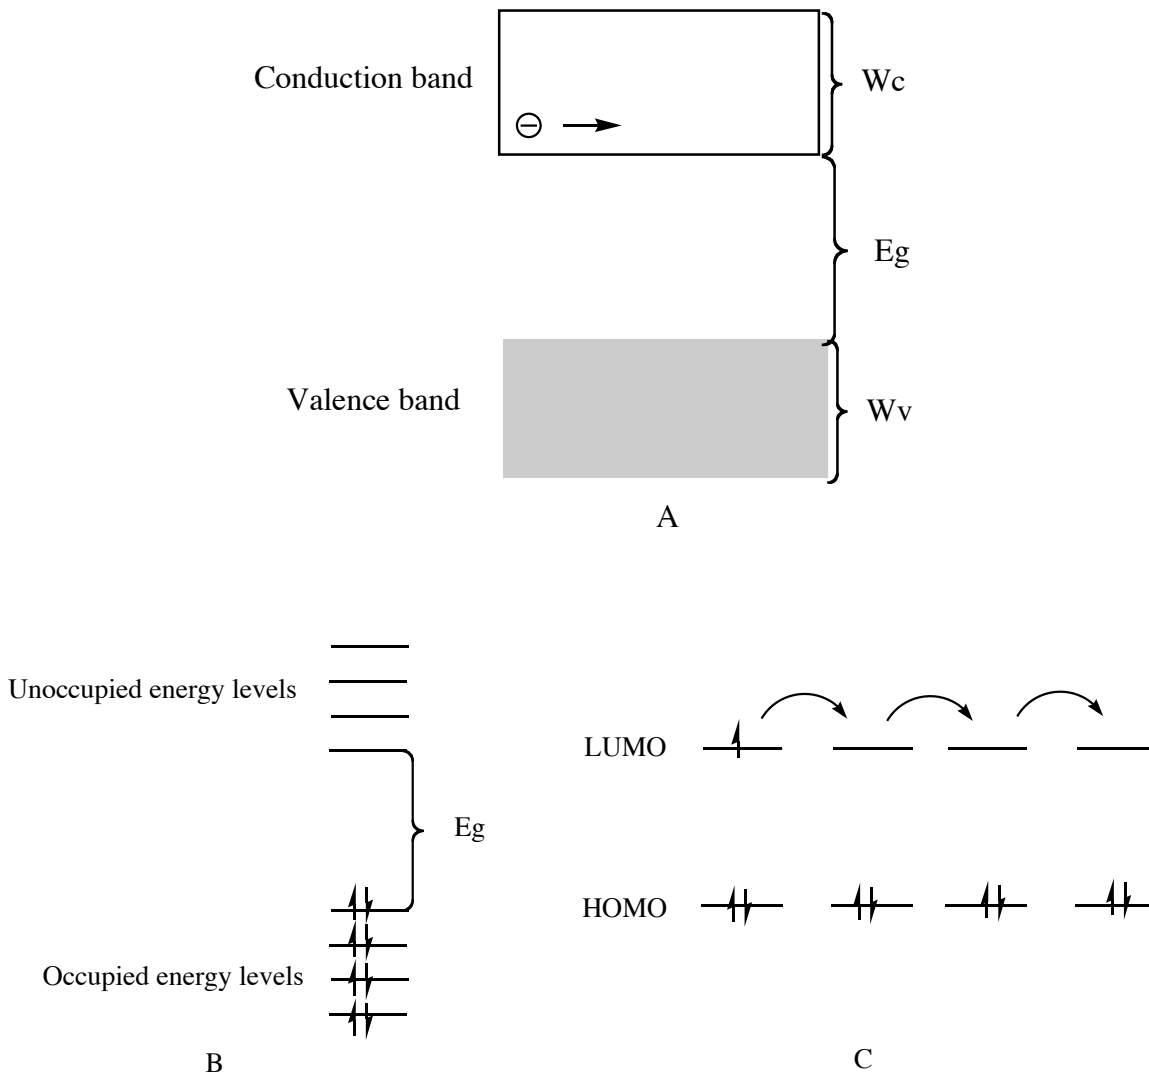 Conduction band
Wc
Eg
Valence band
Wv
A
Unoccupied energy levels
Eg
Occupied energy levels
B
LUMO
HOMO
C